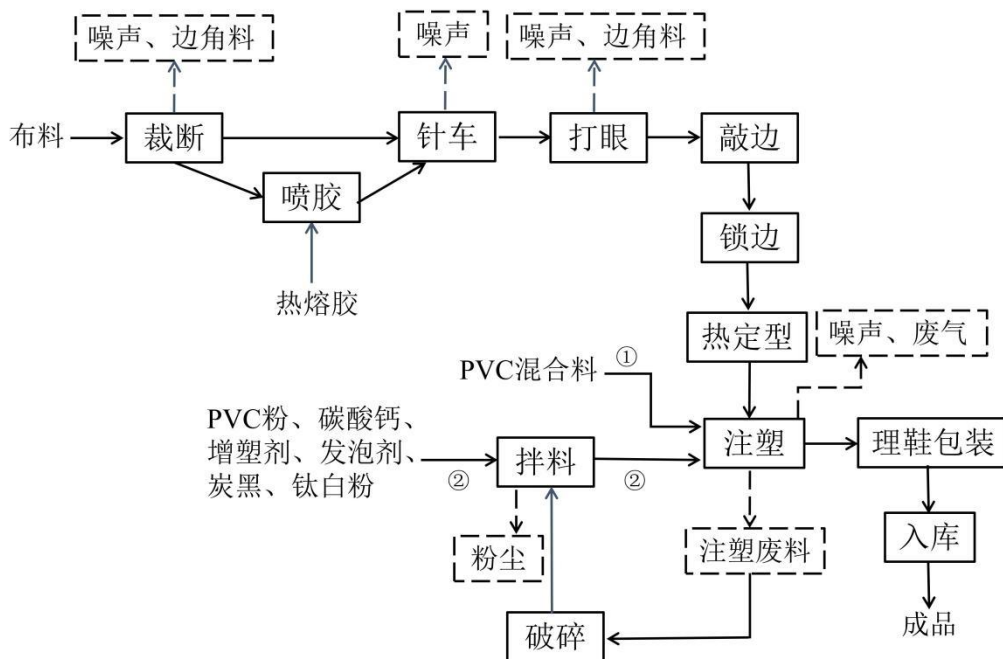 噪声、边角料
噪声
噪声、边角料
布料
裁断
针车
打眼
敲边
喷胶
锁边
热熔胶
热定型
噪声、废气
PVC混合料
①
PVC粉、碳酸钙、
增塑剂、发泡剂、
炭黑、钛白粉
②
拌料
②
注塑
理鞋包装
粉尘
注塑废料
入库
破碎
成品